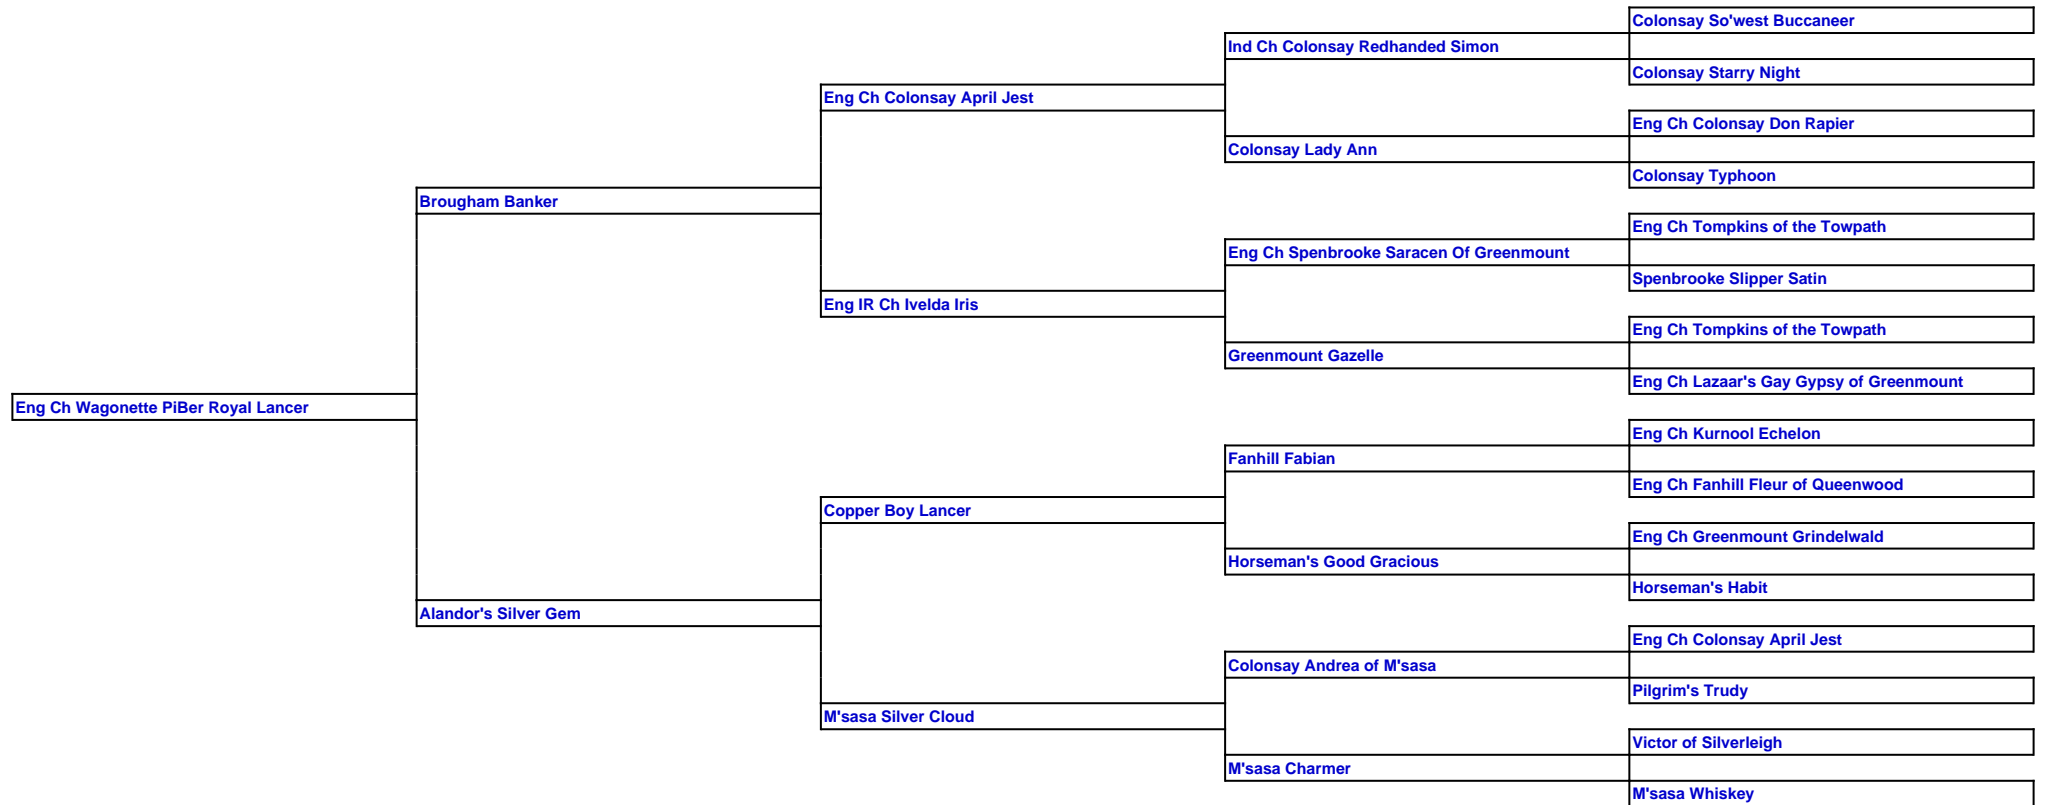 Colonsay So'west Buccaneer
Ind Ch Colonsay Redhanded Simon
Colonsay Starry Night
Eng Ch Colonsay April Jest
Eng Ch Colonsay Don Rapier
Colonsay Lady Ann
Colonsay Typhoon
Brougham Banker
Eng Ch Tompkins of the Towpath
Eng Ch Spenbrooke Saracen Of Greenmount
Spenbrooke Slipper Satin
Eng IR Ch Ivelda Iris
Eng Ch Tompkins of the Towpath
Greenmount Gazelle
Eng Ch Lazaar's Gay Gypsy of Greenmount
Eng Ch Wagonette PiBer Royal Lancer
Eng Ch Kurnool Echelon
Fanhill Fabian
Eng Ch Fanhill Fleur of Queenwood
Copper Boy Lancer
Eng Ch Greenmount Grindelwald
Horseman's Good Gracious
Horseman's Habit
Alandor's Silver Gem
Eng Ch Colonsay April Jest
Colonsay Andrea of M'sasa
Pilgrim's Trudy
M'sasa Silver Cloud
Victor of Silverleigh
M'sasa Charmer
M'sasa Whiskey